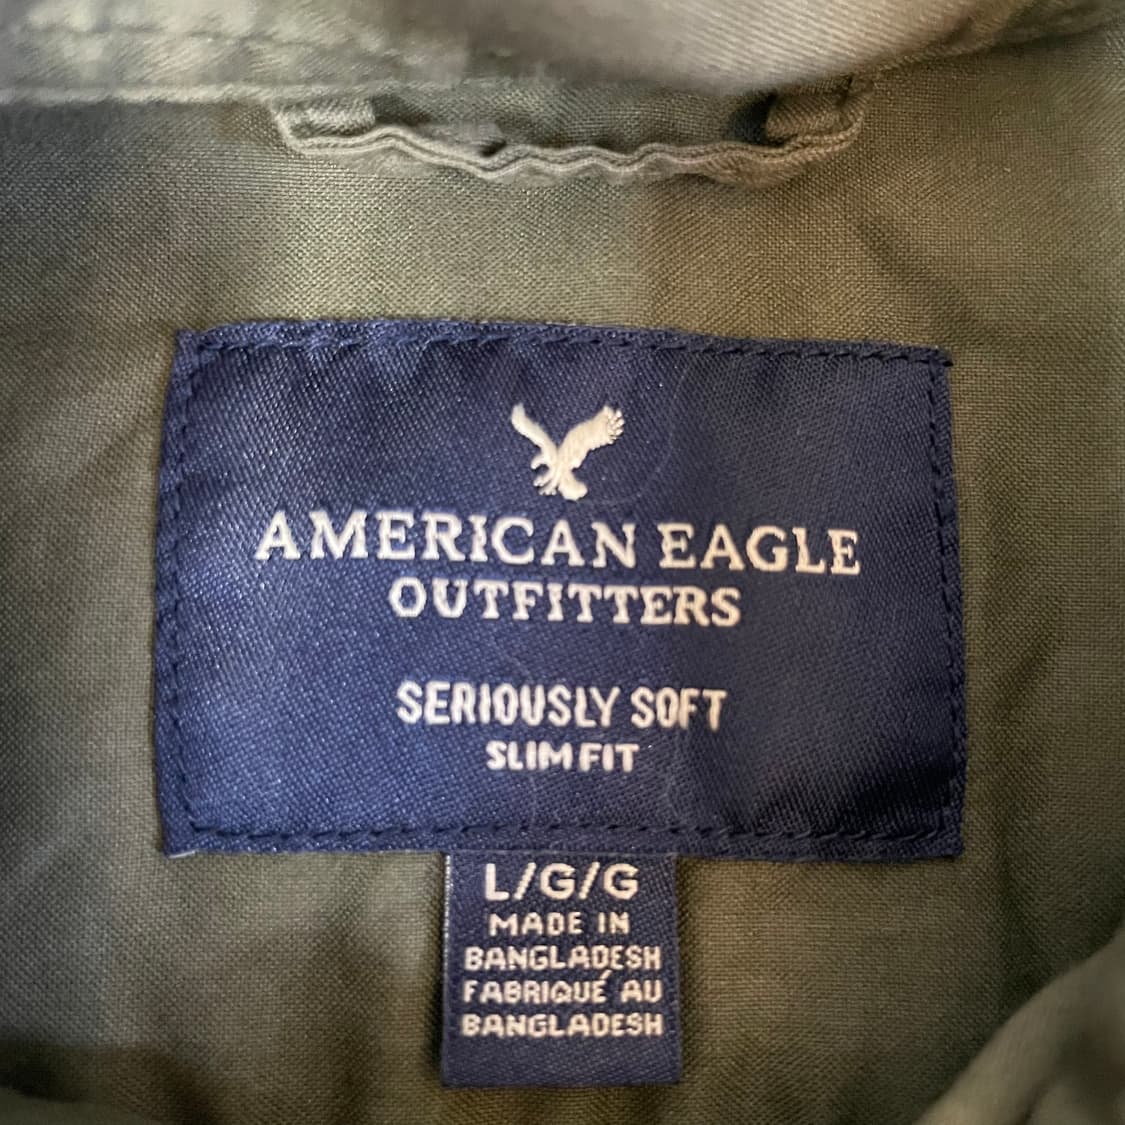 AMERICAN EAGLE
OUTFITTERS
SERIOUSLY SOFT
SLIM FIT
L/G/G
MADE IN
BANGLADESH
FABRIQUÉ AU
BANGLADESH